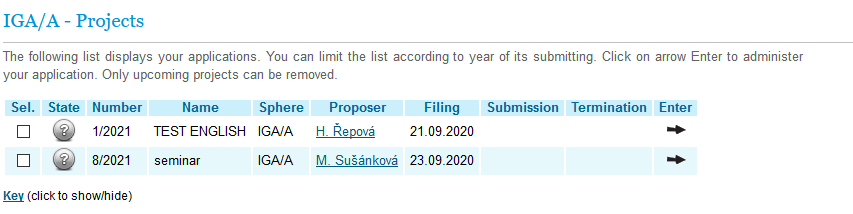 IGA/A - Projects
The following list displays your applications. You can limit the list according to year of its submitting. Click on arrow Enter to administer
your application. Only upcoming projects can be removed.
Sel. State Number Name Sphere Proposer Filing Submission Termination Enter
? 1/2021 TEST ENGLISH IGA/A H. Řepová 21.09.2020
? 8/2021 seminar IGA/A M. Sušánková 23.09.2020
Key (click to show/hide)